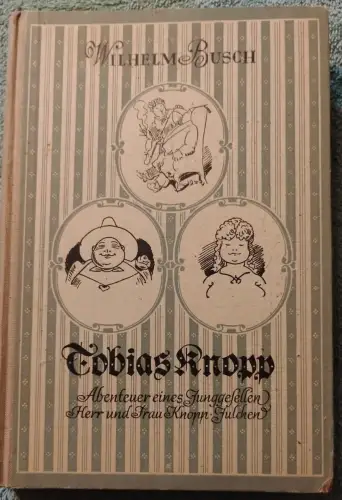 Wilhelm Busch
Tobias Knopp
Abenteuer eines Junggesellen
Herr und Frau Knopp · Julchen